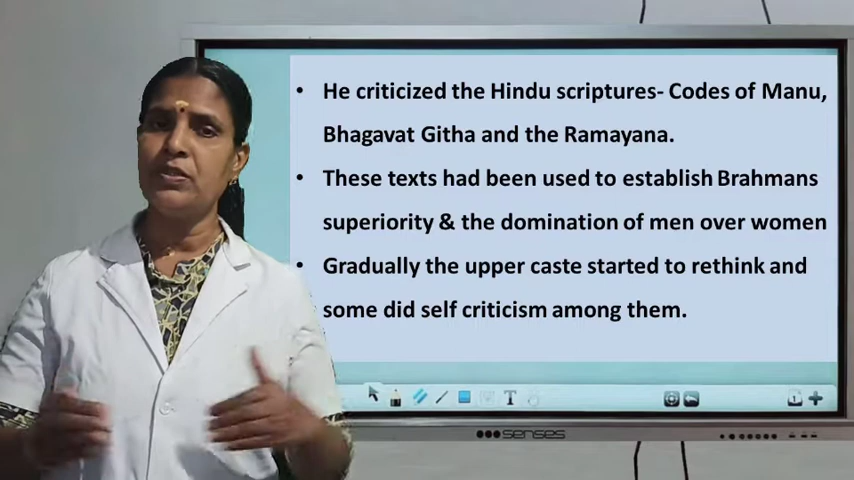 • He criticized the Hindu scriptures- Codes of Manu,
Bhagavat Githa and the Ramayana.
• These texts had been used to establish Brahmans
superiority & the domination of men over women
• Gradually the upper caste started to rethink and
some did self criticism among them.
T
1
senses